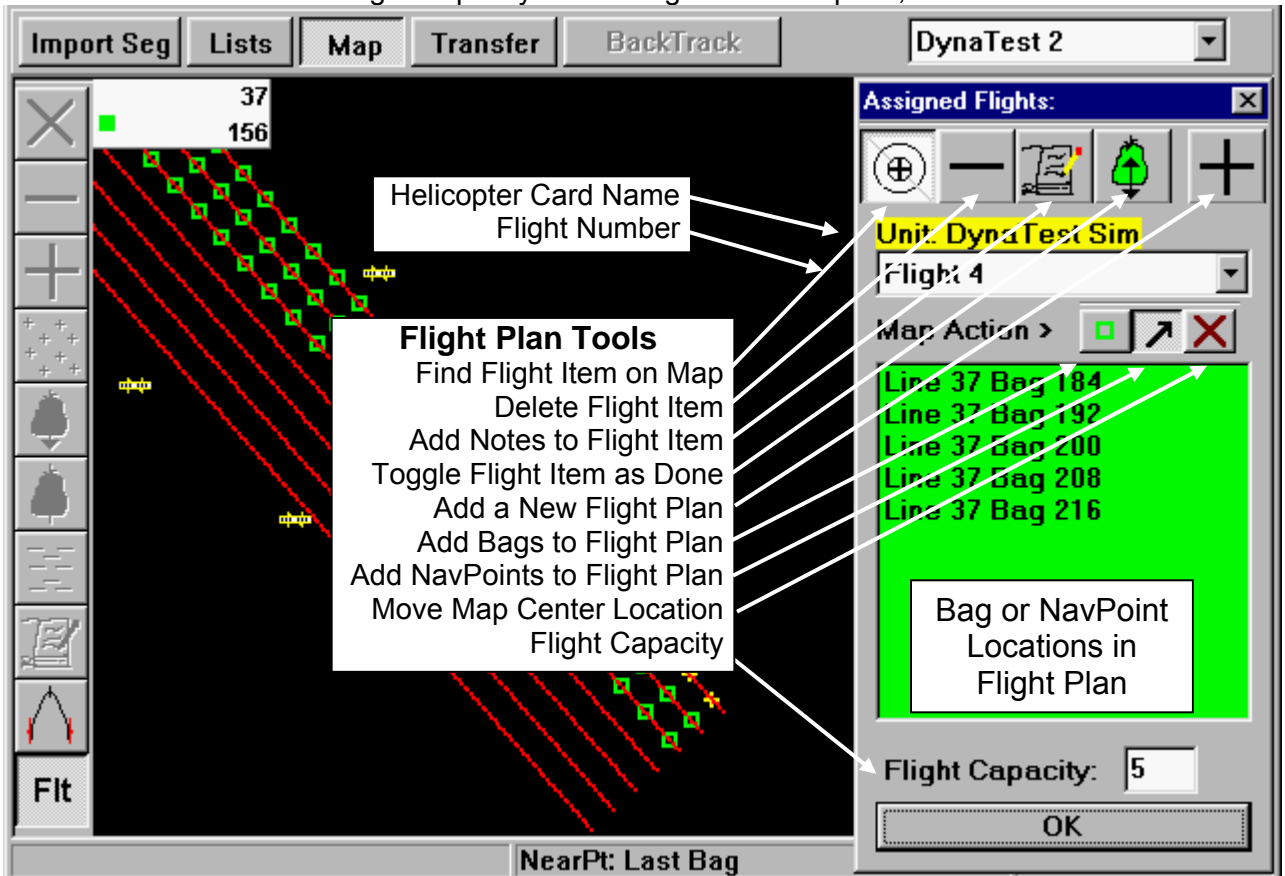 Import Seg Lists Map Transfer BackTrack DynaTest 2
37
156
Assigned Flights:
Helicopter Card Name
Flight Number
Unit: DynaTest Sim
Flight 4
Map Action >
Flight Plan Tools
Find Flight Item on Map
Delete Flight Item
Add Notes to Flight Item
Toggle Flight Item as Done
Add a New Flight Plan
Add Bags to Flight Plan
Add NavPoints to Flight Plan
Move Map Center Location
Flight Capacity
Line 37 Bag 184
Line 37 Bag 192
Line 37 Bag 200
Line 37 Bag 208
Line 37 Bag 216
Bag or NavPoint
Locations in
Flight Plan
Flight Capacity: 5
Flt
OK
NearPt: Last Bag